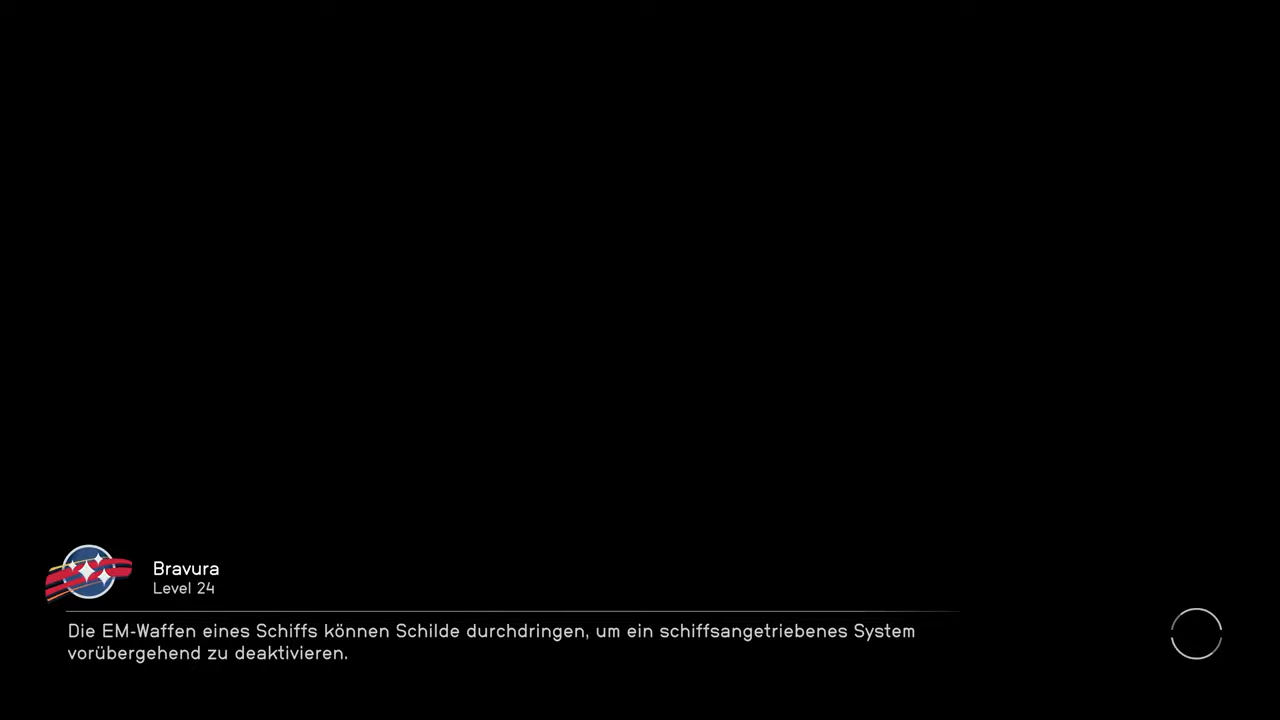 Bravura
Level 24
Die EM-Waffen eines Schiffs können Schilde durchdringen, um ein schiffsangetriebenes System
vorübergehend zu deaktivieren.